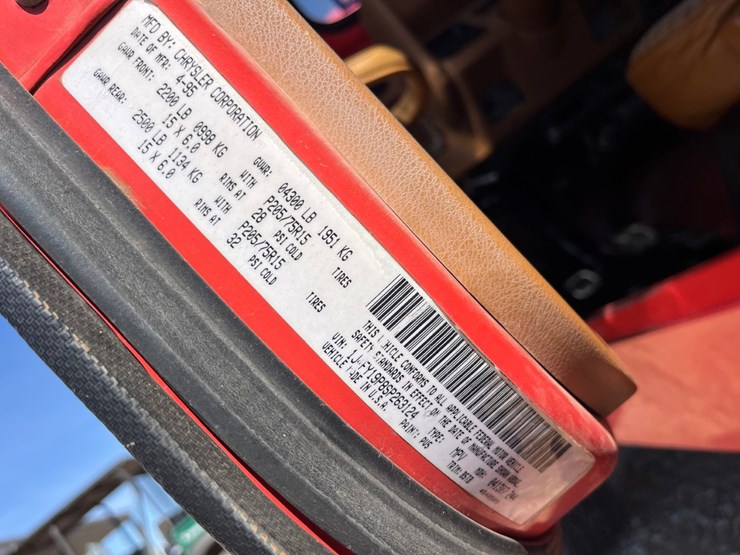 MFD BY: CHRYSLER CORPORATION
DATE OF MFR: 4-95 GVWR: 04300 LB 1951 KG
GAWR FRONT: 2200 LB 0998 KG WITH P205/75R15 TIRES
15 X 6.0 RIMS AT 28 PSI COLD
GAWR REAR: 2500 LB 1134 KG WITH P205/75R15 TIRES
15 X 6.0 RIMS AT 32 PSI COLD
THIS VEHICLE CONFORMS TO ALL APPLICABLE FEDERAL MOTOR VEHICLE
SAFETY STANDARDS IN EFFECT ON THE DATE OF MANUFACTURE SHOWN ABOVE.
VIN: 1J4FY19P8SP263124 TYPE: MPV MDH:
VEHICLE MADE IN U.S.A. PAINT: TRIM: